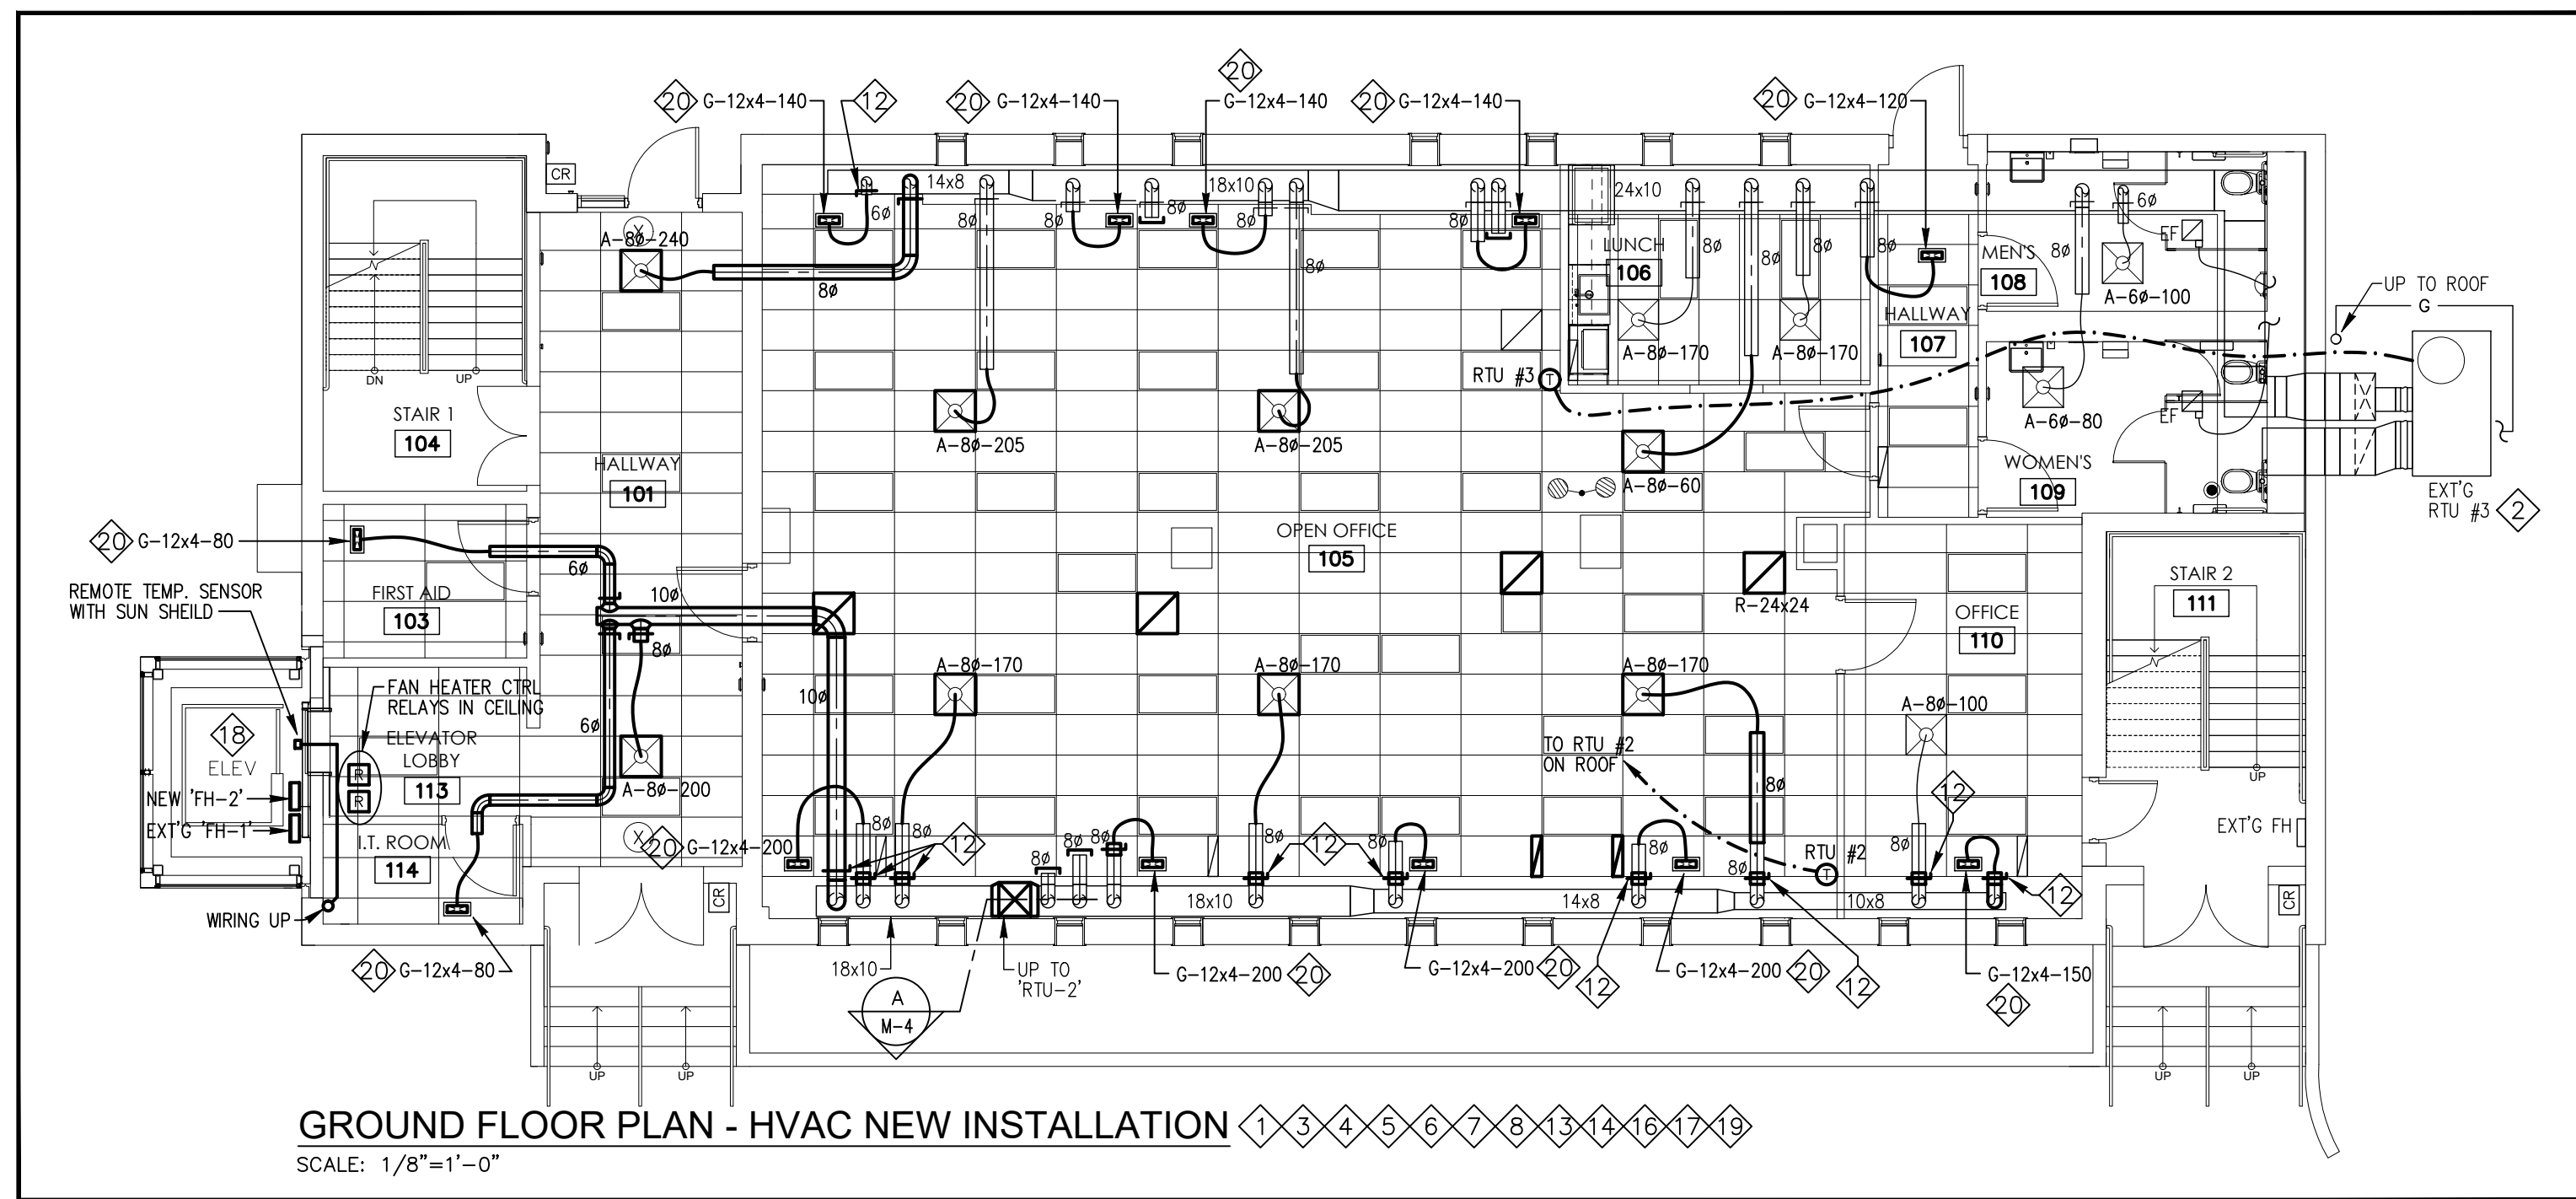 20 G-12x4-140
12
20 G-12x4-140
20
G-12x4-140
20 G-12x4-140
20 G-12x4-120
CR
14x8
18x10
24x10
6ø
8ø
8ø
8ø
8ø
8ø
8ø
8ø
8ø
8ø
8ø
8ø
6ø
X
A-8ø-240
8ø
LUNCH
106
MEN'S
108
EF
A-6ø-100
UP TO ROOF
G
HALLWAY
107
A-8ø-170
A-8ø-170
RTU #3
T
DN
UP
STAIR 1
104
A-8ø-205
A-8ø-205
A-6ø-80
EF
A-8ø-60
HALLWAY
101
WOMEN'S
109
EXT'G
RTU #3
2
20 G-12x4-80
OPEN OFFICE
105
6ø
REMOTE TEMP. SENSOR
WITH SUN SHEILD
FIRST AID
103
10ø
R-24x24
OFFICE
110
STAIR 2
111
8ø
A-8ø-170
A-8ø-170
A-8ø-170
FAN HEATER CTRL
RELAYS IN CEILING
10ø
6ø
A-8ø-100
18
ELEV
ELEVATOR
LOBBY
113
R
R
TO RTU #2
ON ROOF
UP
NEW 'FH-2'
EXT'G 'FH-1'
A-8ø-200
8ø
12
EXT'G FH
I.T. ROOM
114
X
20 G-12x4-200
8ø
8ø
12
8ø
8ø
8ø
8ø
12
8ø
8ø
8ø
RTU #2
T
8ø
CR
CR
WIRING UP
18x10
14x8
10x8
12
20 G-12x4-80
18x10
UP TO
'RTU-2'
G-12x4-200 20
G-12x4-200 20
12
G-12x4-200 20
12
G-12x4-150
20
A
M-4
UP
UP
UP
UP
GROUND FLOOR PLAN - HVAC NEW INSTALLATION 1 3 4 5 6 7 8 13 14 16 17 19
SCALE: 1/8"=1'-0"